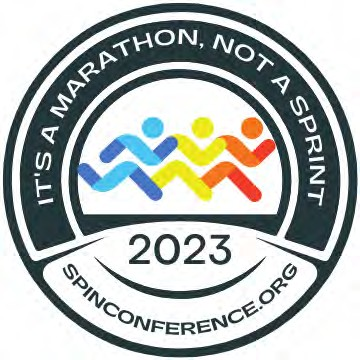 IT'S A MARATHON, NOT A SPRINT
2023
SPINCONFERENCE.ORG